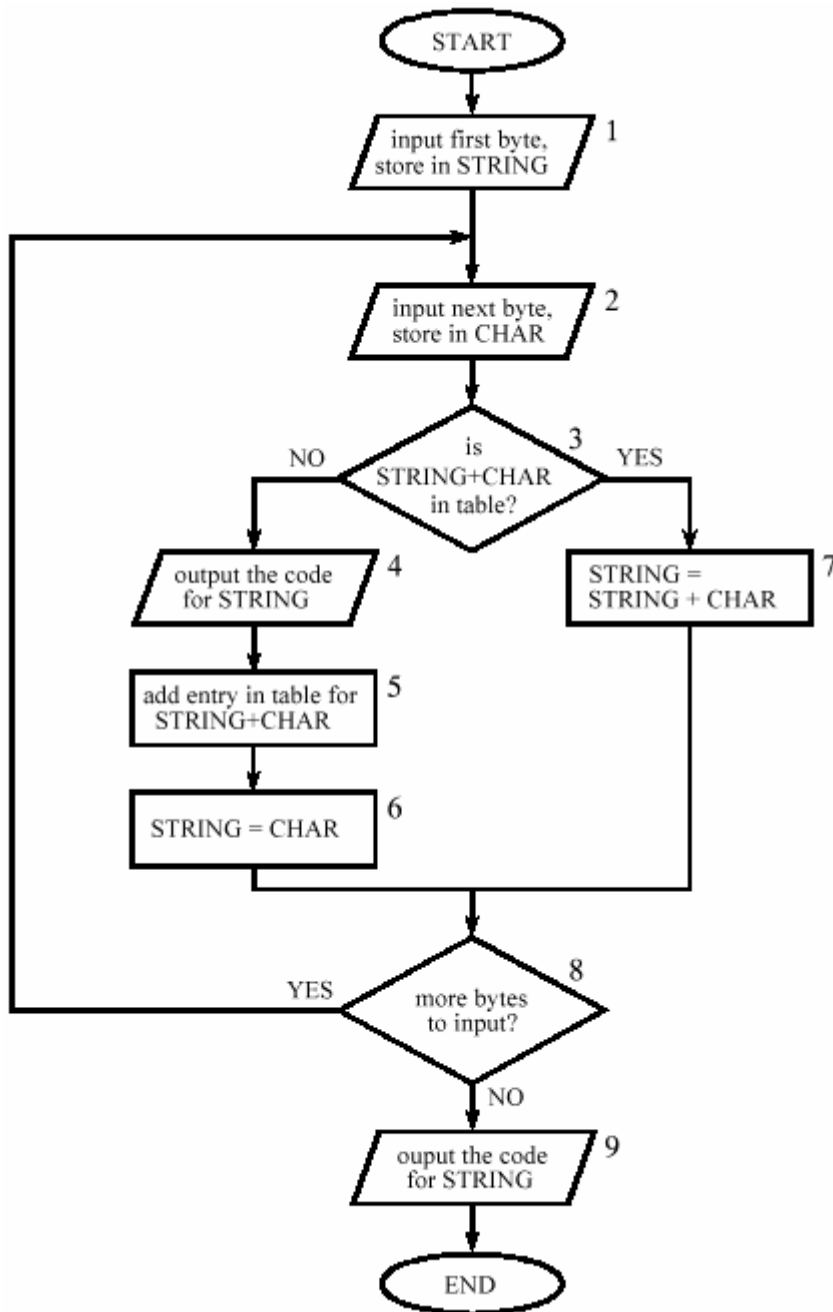 START
1
input first byte,
store in STRING
2
input next byte,
store in CHAR
3
is
STRING+CHAR
in table?
NO
YES
4
output the code
for STRING
7
STRING =
STRING + CHAR
5
add entry in table for
STRING+CHAR
6
STRING = CHAR
8
more bytes
to input?
YES
NO
9
ouput the code
for STRING
END